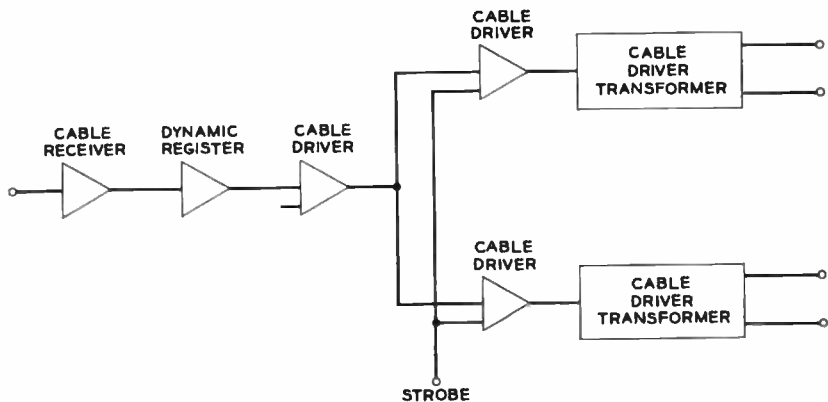 CABLE
RECEIVER
DYNAMIC
REGISTER
CABLE
DRIVER
CABLE
DRIVER
CABLE
DRIVER
TRANSFORMER
CABLE
DRIVER
CABLE
DRIVER
TRANSFORMER
STROBE